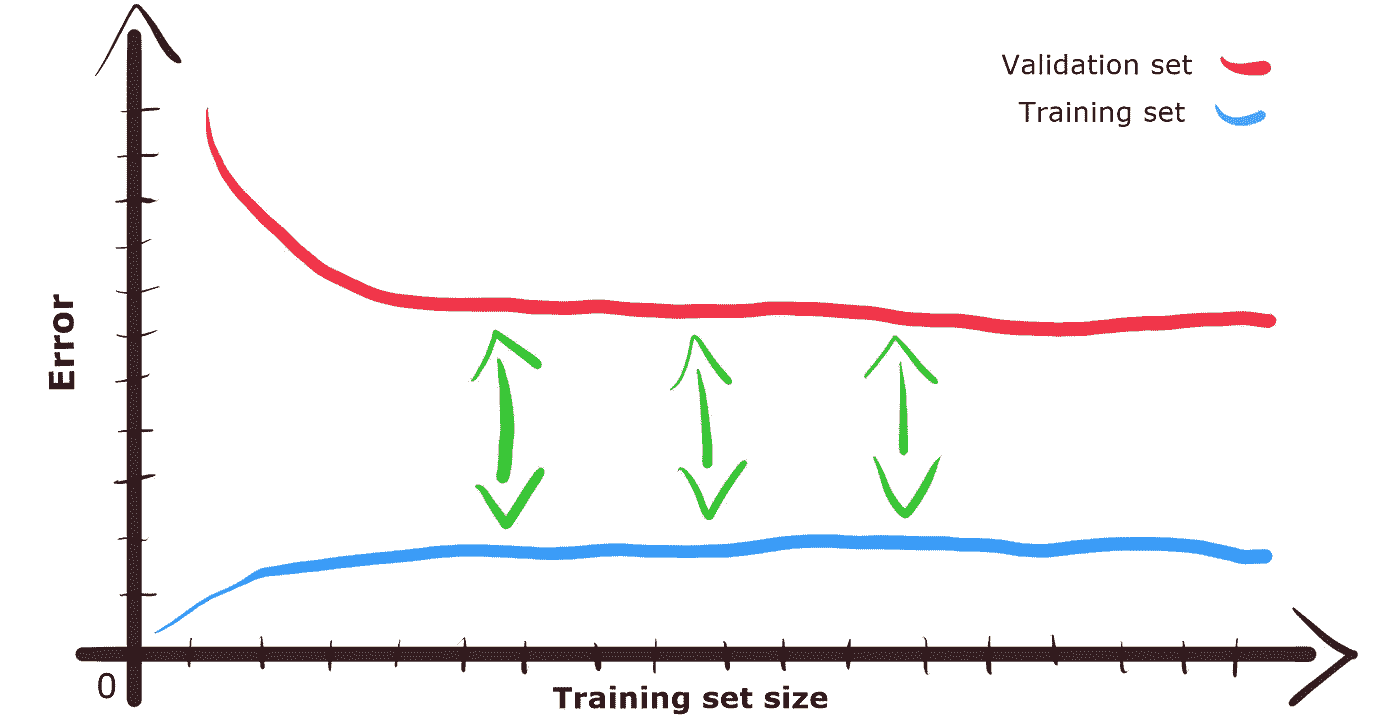 Validation set
Training set
Error
0
Training set size